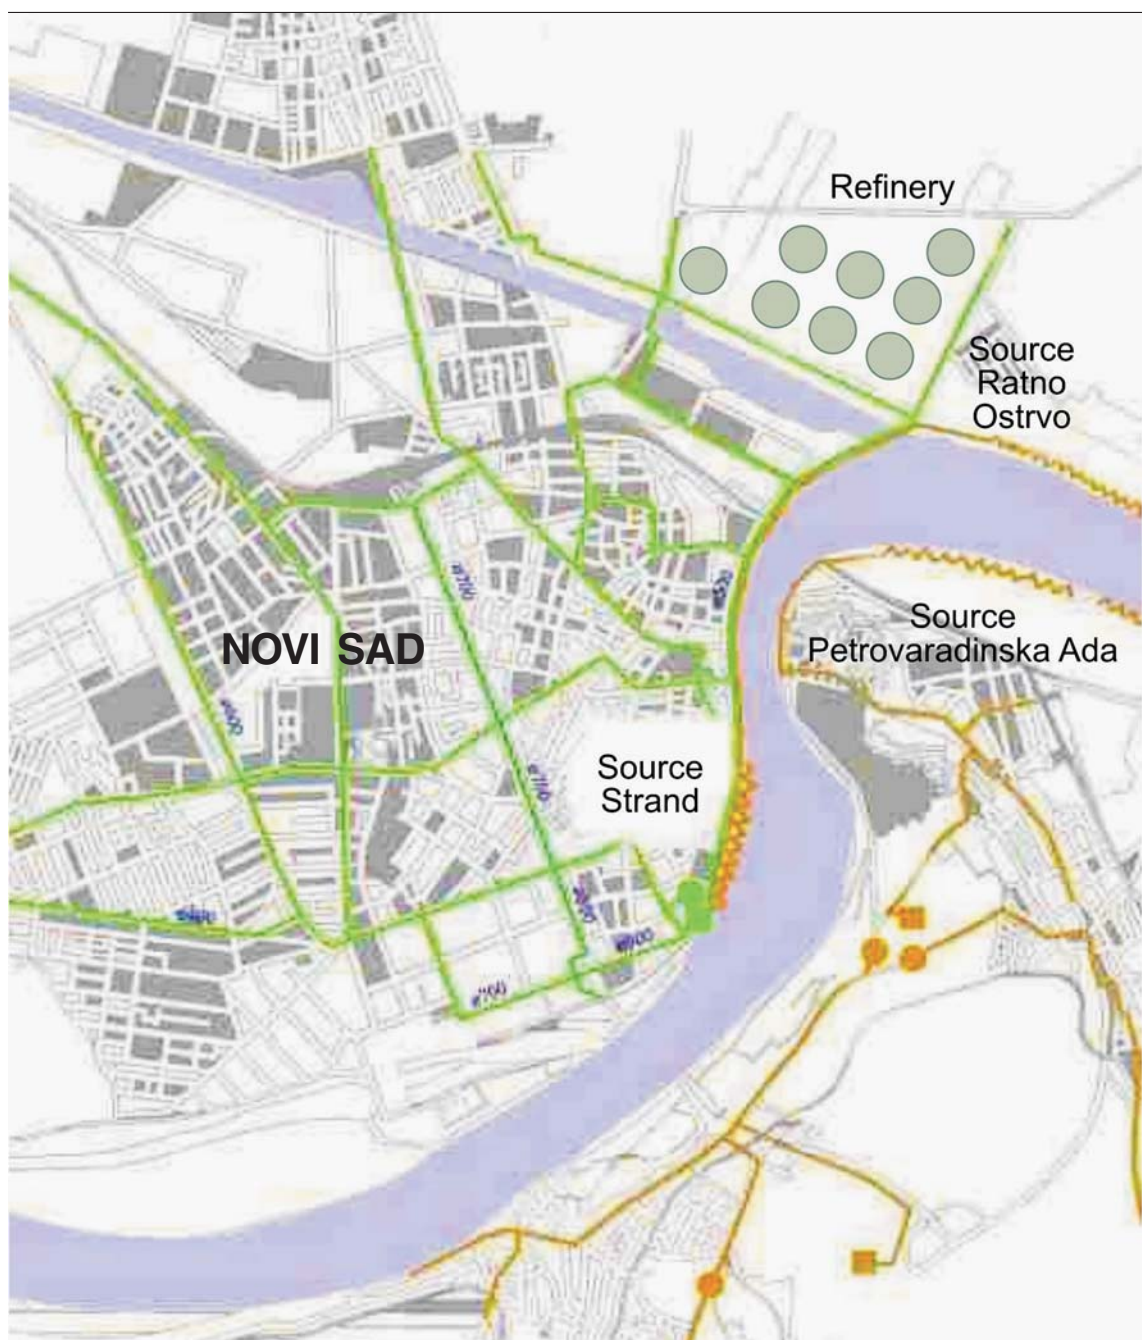 Refinery
Source
Ratno
Ostrvo
Source
Petrovaradinska Ada
NOVI SAD
Source
Strand